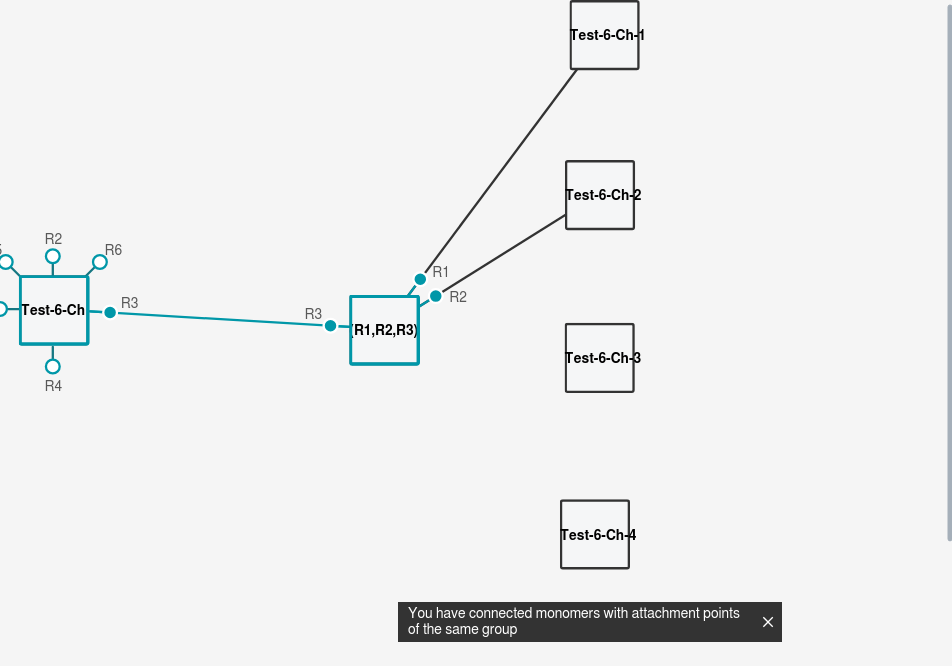 Test-6-Ch-1
Test-6-Ch-2
R2
R6
R1
R2
Test-6-Ch
R3
R3
(R1,R2,R3)
Test-6-Ch-3
R4
Test-6-Ch-4
You have connected monomers with attachment points
of the same group